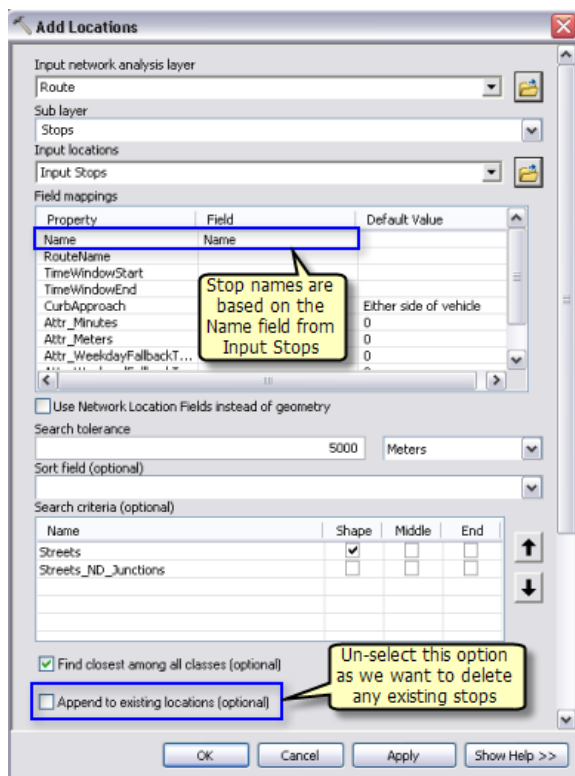 Add Locations
Input network analysis layer
Route
Sub layer
Stops
Input locations
Input Stops
Field mappings
Property Field Default Value
Name Name
RouteName
TimeWindowStart
TimeWindowEnd
CurbApproach Either side of vehicle
Attr_Minutes 0
Attr_Meters 0
Attr_WeekdayFallbackT... 0
Stop names are
based on the
Name field from
Input Stops
Use Network Location Fields instead of geometry
Search tolerance
5000 Meters
Sort field (optional)
Search criteria (optional)
Name Shape Middle End
Streets
Streets_ND_Junctions
Find closest among all classes (optional)
Un-select this option
as we want to delete
any existing stops
Append to existing locations (optional)
OK Cancel Apply Show Help >>